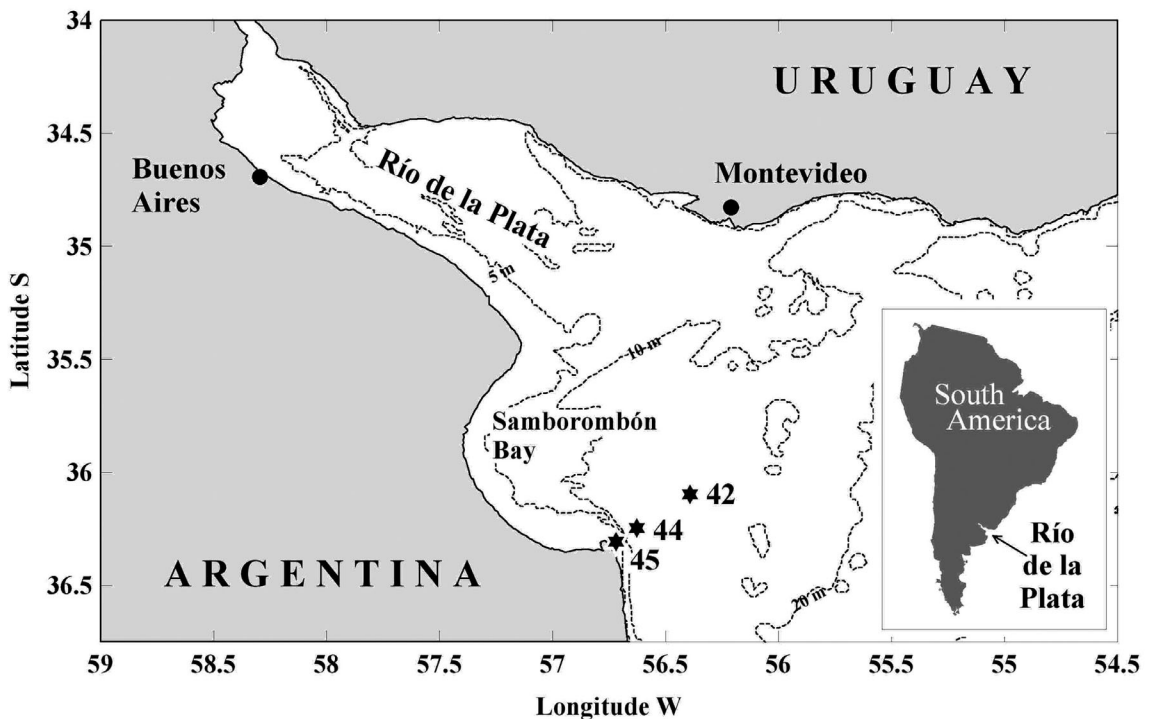 34
34.5
35
35.5
36
36.5
Latitude S
URUGUAY
Buenos
Aires
Río de la Plata
Montevideo
5 m
10 m
Samborombón
Bay
42
44
45
20 m
ARGENTINA
South
America
Río
de la
Plata
59
58.5
58
57.5
57
56.5
56
55.5
55
54.5
Longitude W